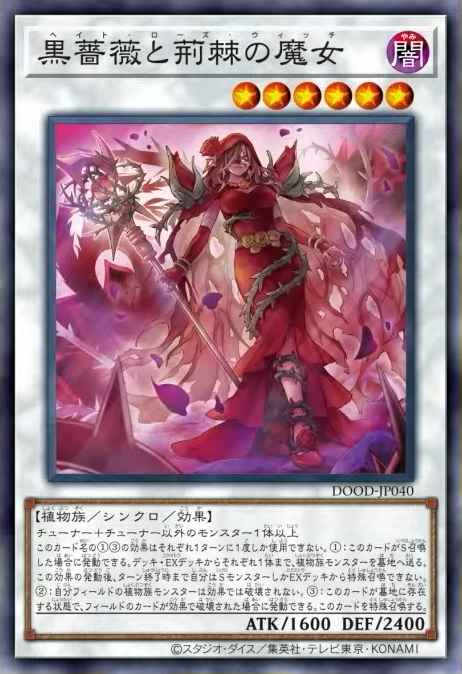 ヘイト・ローズ・ウィッチ
黒薔薇と荊棘の魔女
やみ
闇
DOOD-JP040
【植物族／シンクロ／効果】
チューナー＋チューナー以外のモンスター1体以上
このカード名の①③の効果はそれぞれ1ターンに1度しか使用できない。①：このカードがS召喚
した場合に発動できる。デッキ・EXデッキからそれぞれ1体まで、植物族モンスターを墓地へ送る。
この効果の発動後、ターン終了時まで自分はSモンスターしかEXデッキから特殊召喚できない。
②：自分フィールドの植物族モンスターは効果では破壊されない。③：このカードが墓地に存在
する状態で、フィールドのカードが効果で破壊された場合に発動できる。このカードを特殊召喚する。
ATK/1600 DEF/2400
©スタジオ・ダイス／集英社・テレビ東京・KONAMI